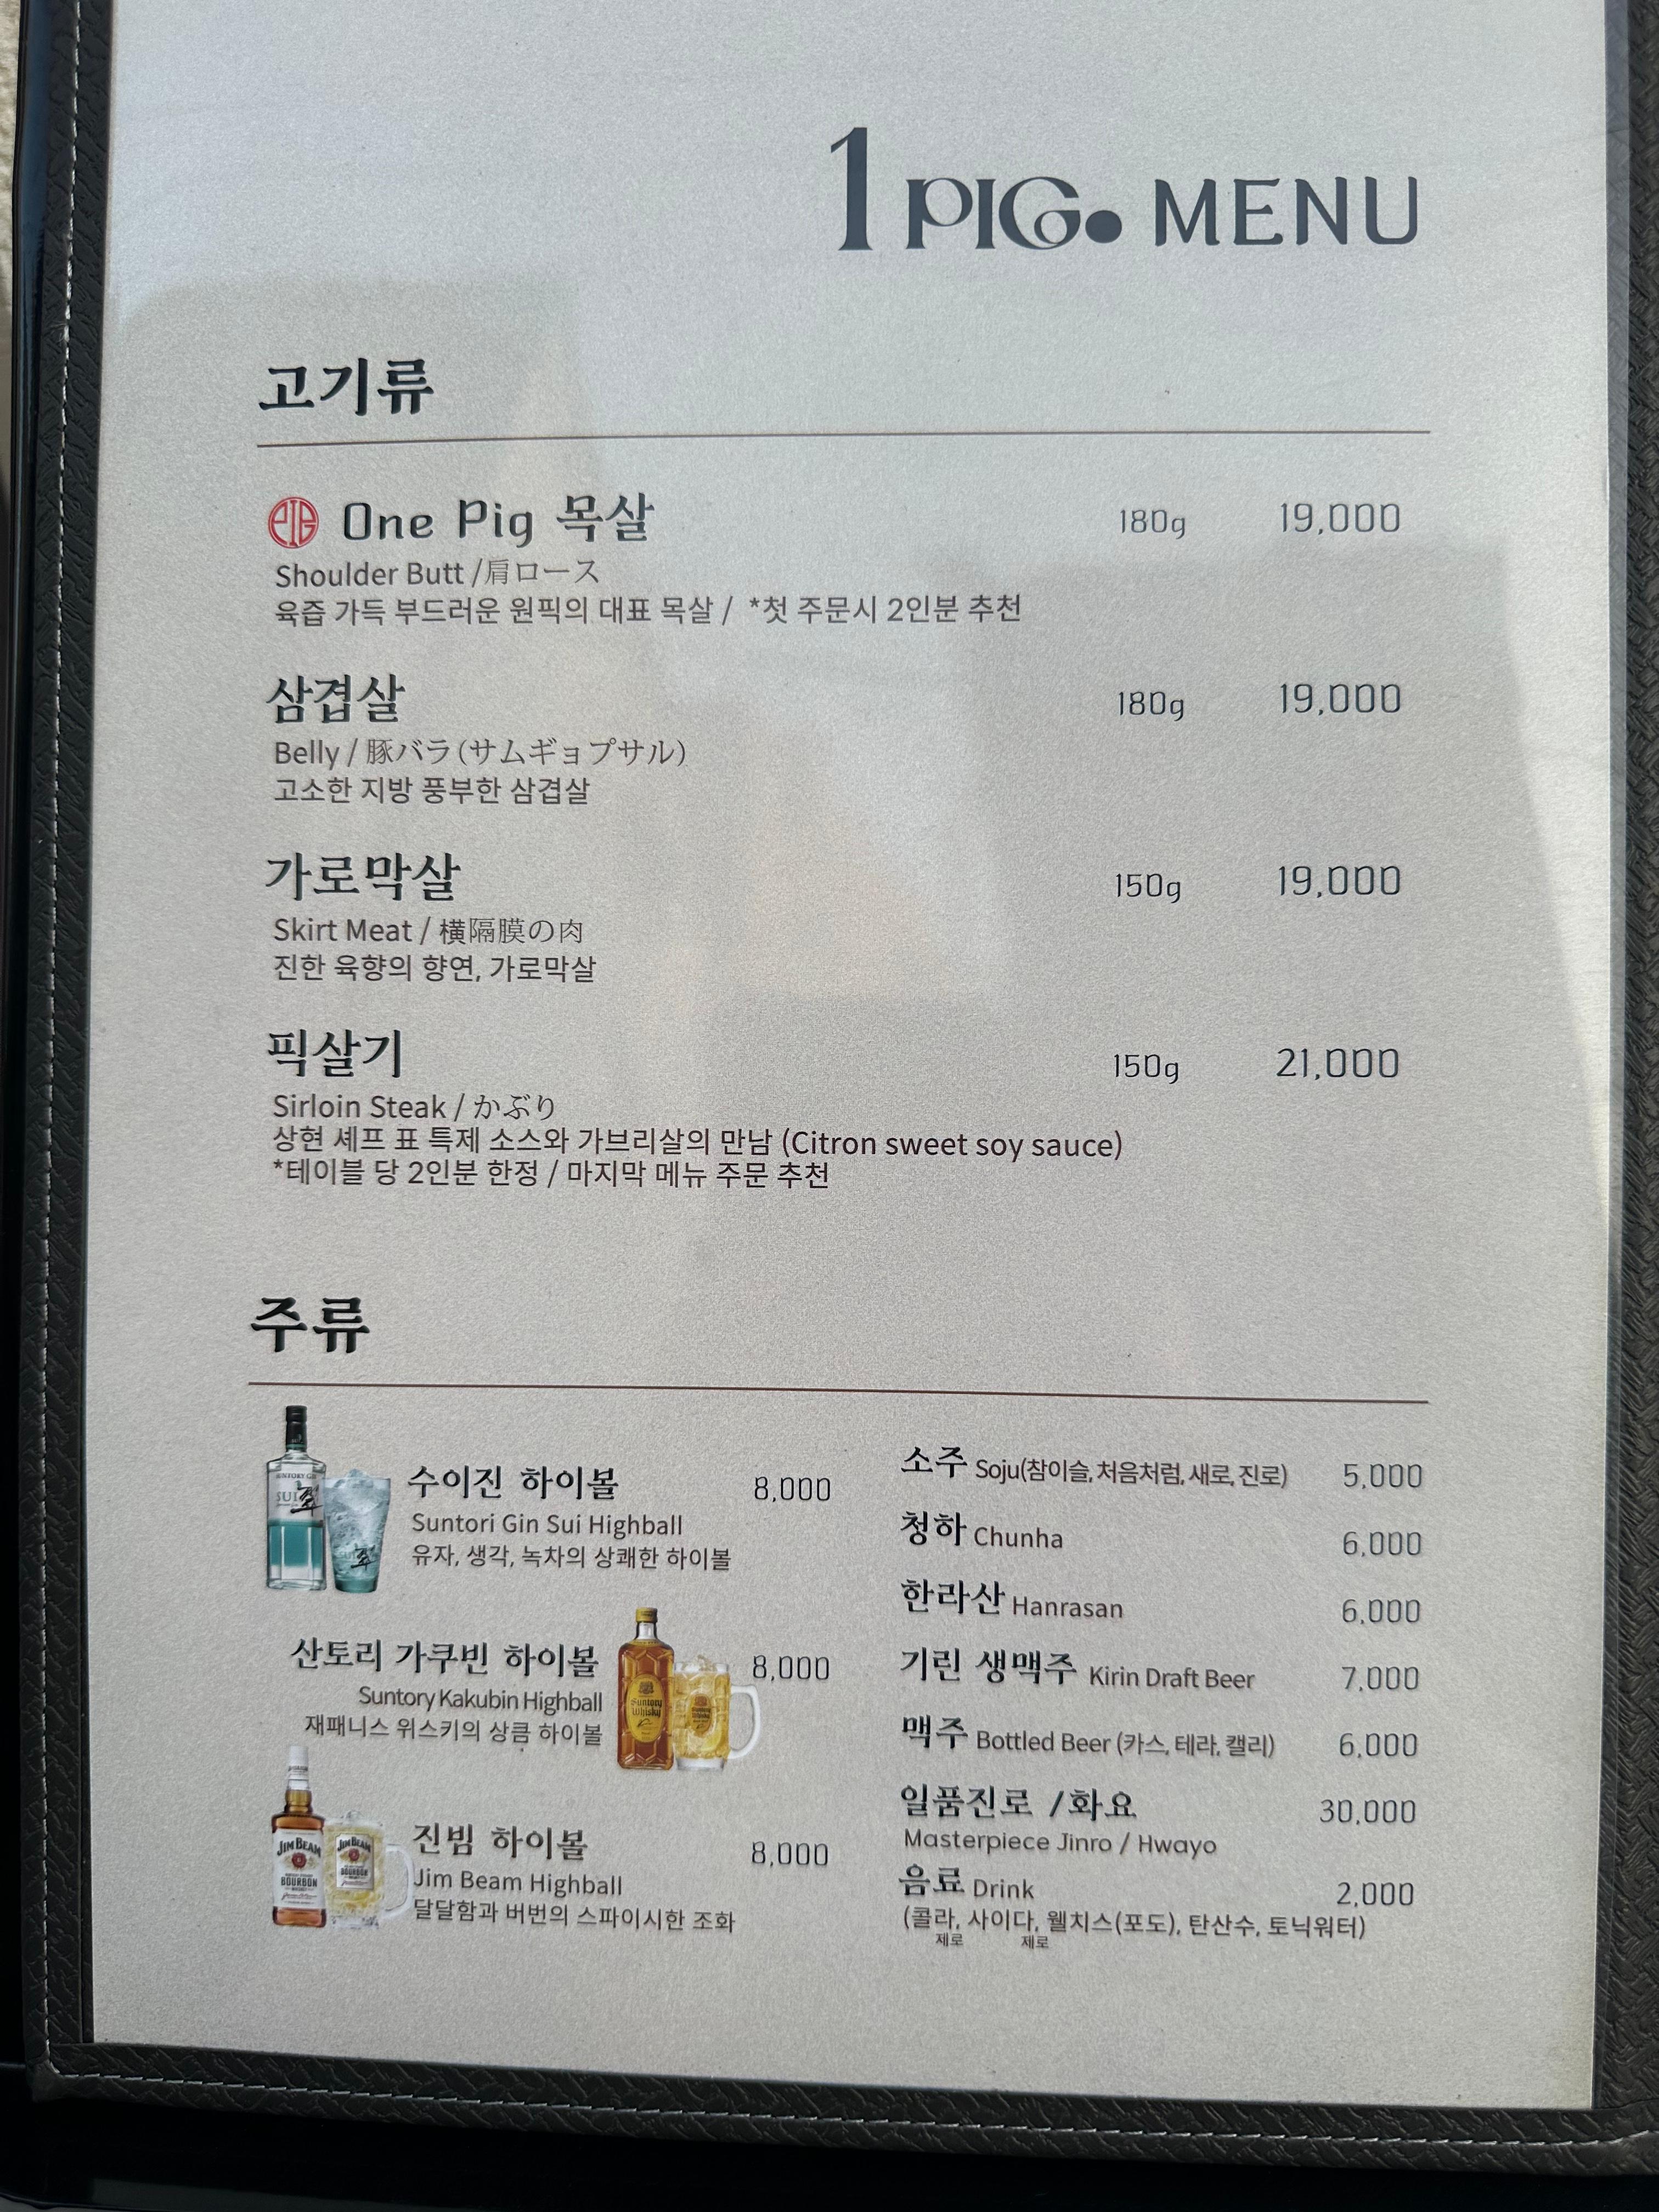 1 PIG. MENU
고기류
PIG One Pig 목살 180g 19,000
Shoulder Butt /肩ロース
육즙 가득 부드러운 원픽의 대표 목살 / *첫 주문시 2인분 추천
삼겹살 180g 19,000
Belly / 豚バラ(サムギョプサル)
고소한 지방 풍부한 삼겹살
가로막살 150g 19,000
Skirt Meat / 横隔膜の肉
진한 육향의 향연, 가로막살
픽살기 150g 21,000
Sirloin Steak / かぶり
상현 셰프 표 특제 소스와 가브리살의 만남 (Citron sweet soy sauce)
*테이블 당 2인분 한정 / 마지막 메뉴 주문 추천
주류
수이진 하이볼 8,000
Suntori Gin Sui Highball
유자, 생각, 녹차의 상쾌한 하이볼
산토리 가쿠빈 하이볼 8,000
Suntory Kakubin Highball
재패니스 위스키의 상큼 하이볼
Suntory
Whisky
진빔 하이볼 8,000
Jim Beam Highball
달달함과 버번의 스파이시한 조화
JIM BEAM
BOURBON
JIM BEAM
BOURBON
소주 Soju(참이슬, 처음처럼, 새로, 진로) 5,000
청하 Chunha 6,000
한라산 Hanrasan 6,000
기린 생맥주 Kirin Draft Beer 7,000
맥주 Bottled Beer (카스, 테라, 캘리) 6,000
일품진로 /화요 30,000
Masterpiece Jinro / Hwayo
음료 Drink 2,000
(콜라, 사이다, 웰치스(포도), 탄산수, 토닉워터)
제로 제로